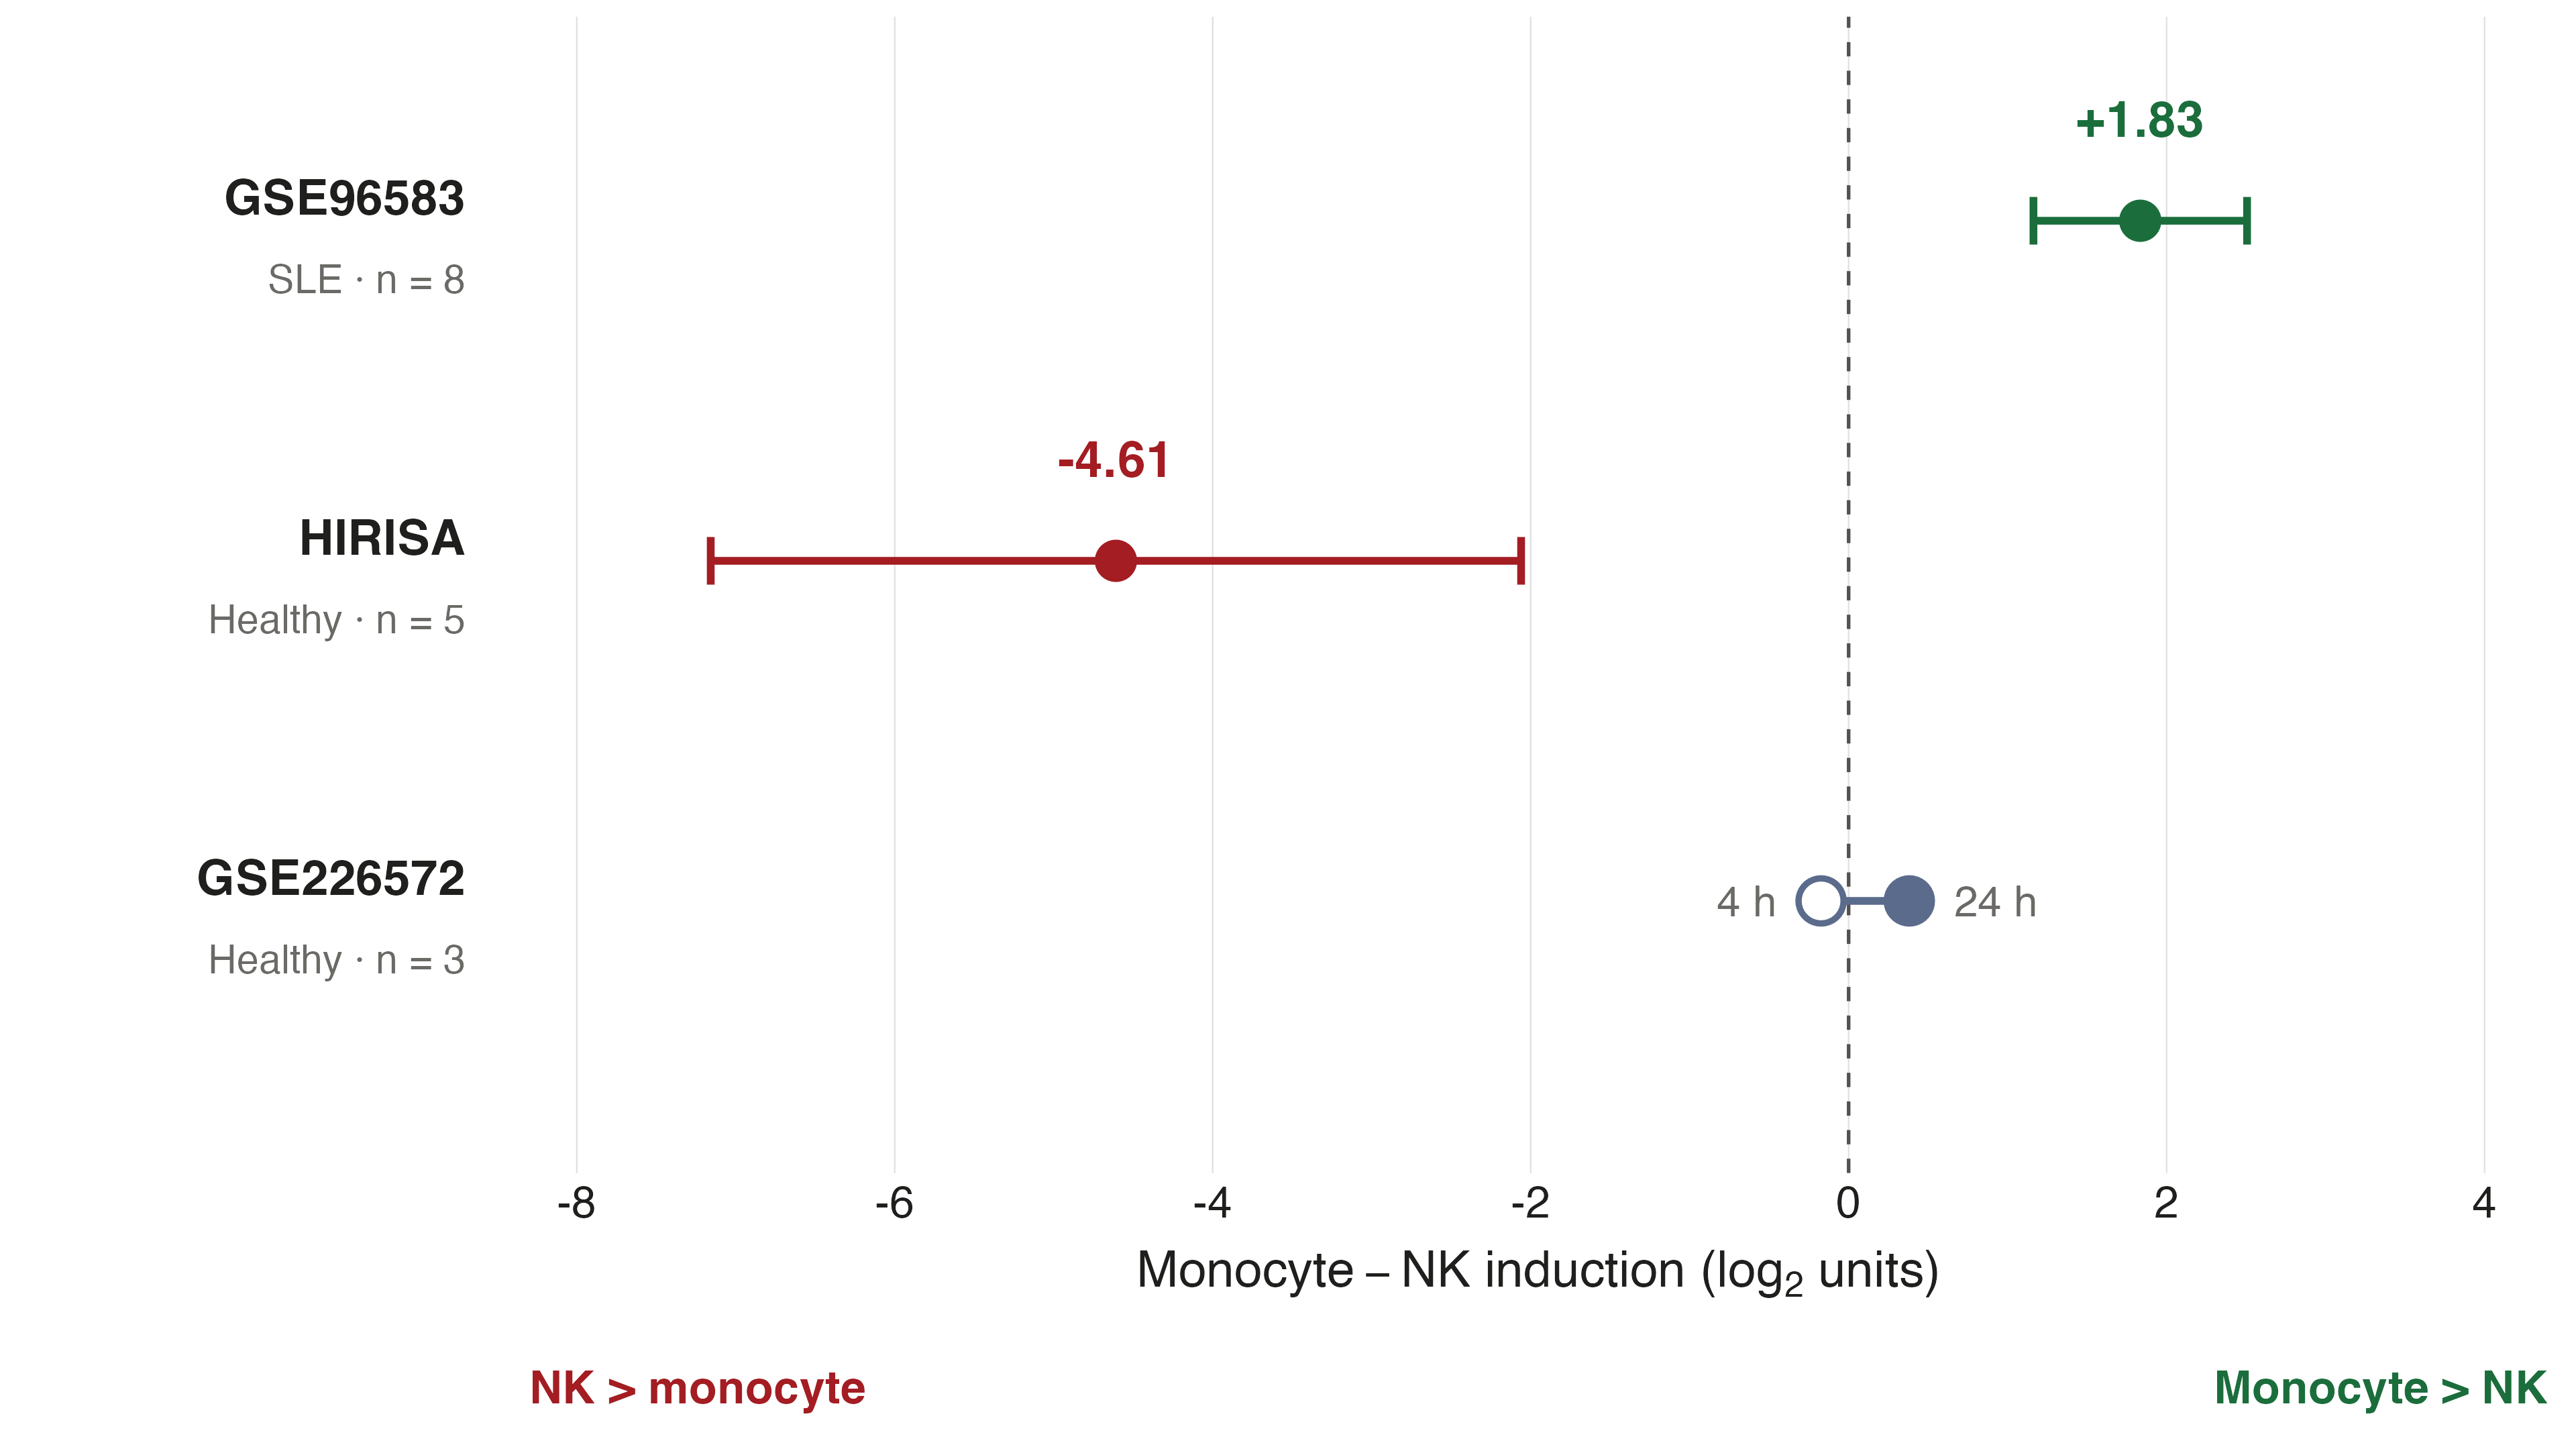 +1.83
GSE96583
SLE · n = 8
-4.61
HIRISA
Healthy · n = 5
GSE226572
4 h
24 h
Healthy · n = 3
-8 -6 -4 -2 0 2 4
Monocyte – NK induction (log₂ units)
NK > monocyte
Monocyte > NK